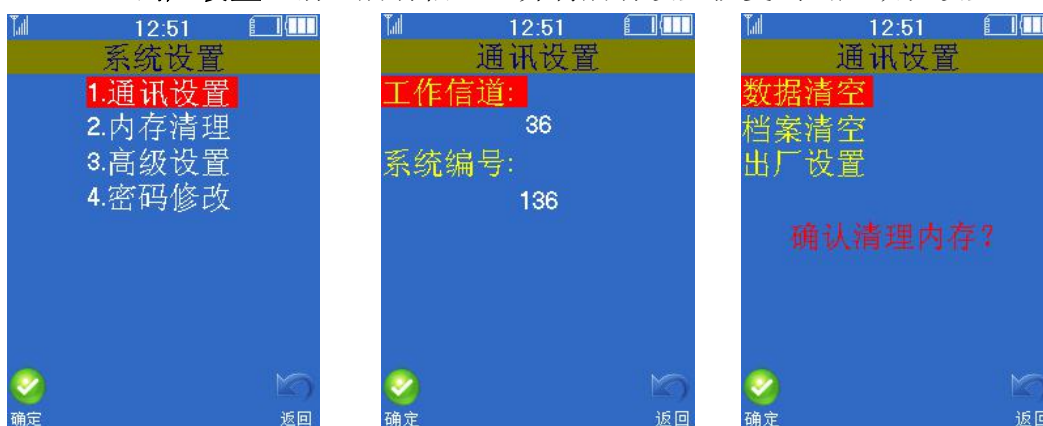 12:51
系统设置
1.通讯设置
2.内存清理
3.高级设置
4.密码修改
确定 返回
12:51
通讯设置
工作信道:
36
系统编号:
136
确定 返回
12:51
通讯设置
数据清空
档案清空
出厂设置
确认清理内存?
确定 返回